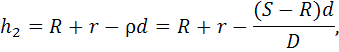 h₂ = R + r − ρd = R + r − (S − R)d / D,